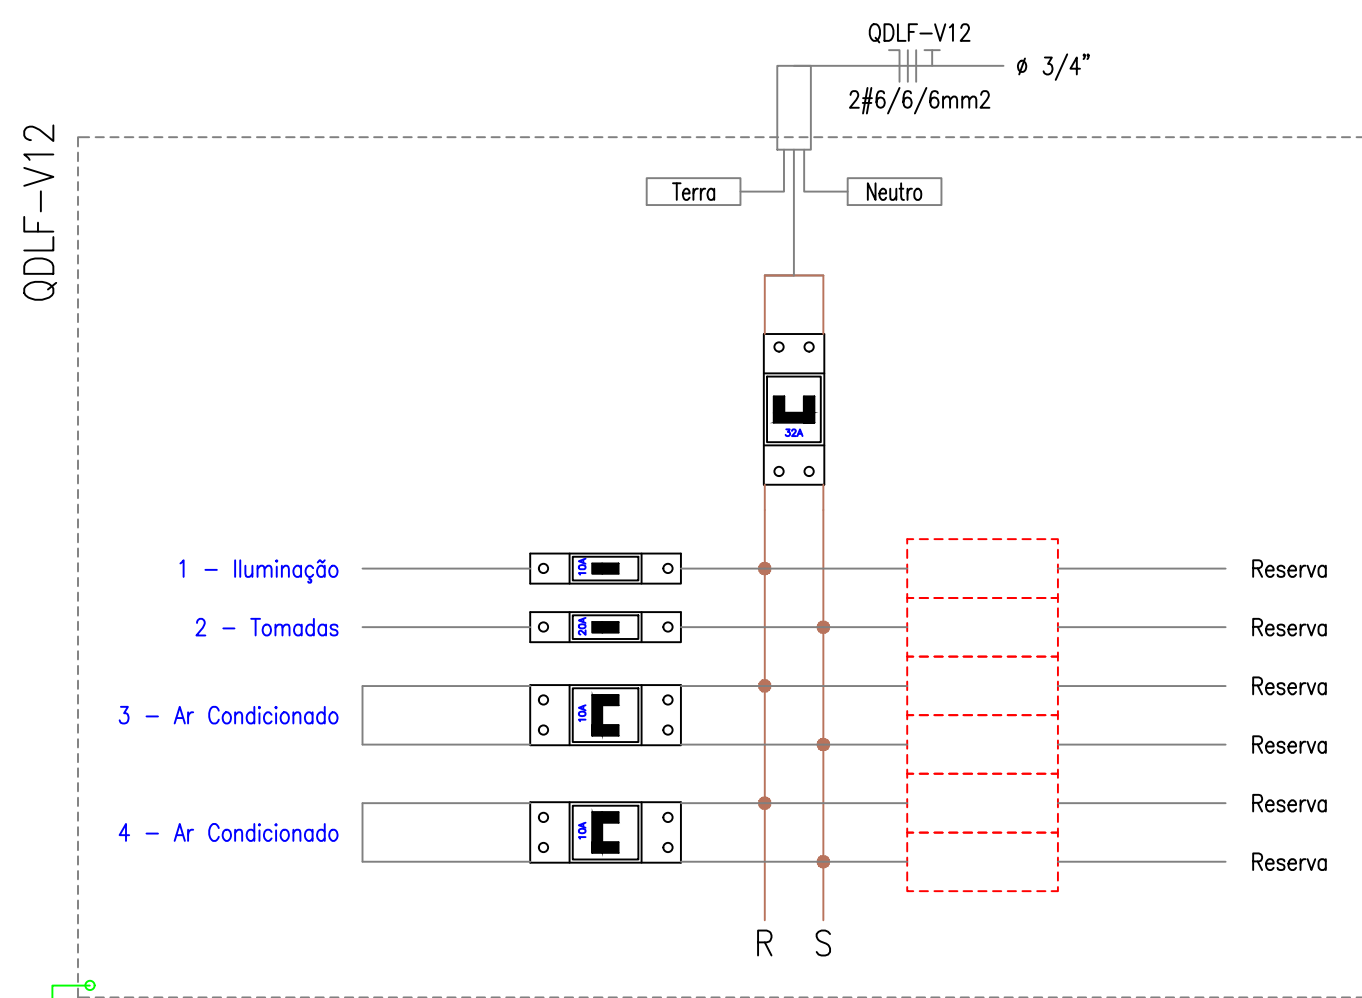 QDLF-V12
ø 3/4"
2#6/6/6mm2
QDLF-V12
Terra
Neutro
32A
1 - Iluminação
10A
Reserva
2 - Tomadas
20A
Reserva
3 - Ar Condicionado
10A
Reserva
Reserva
4 - Ar Condicionado
10A
Reserva
Reserva
R
S